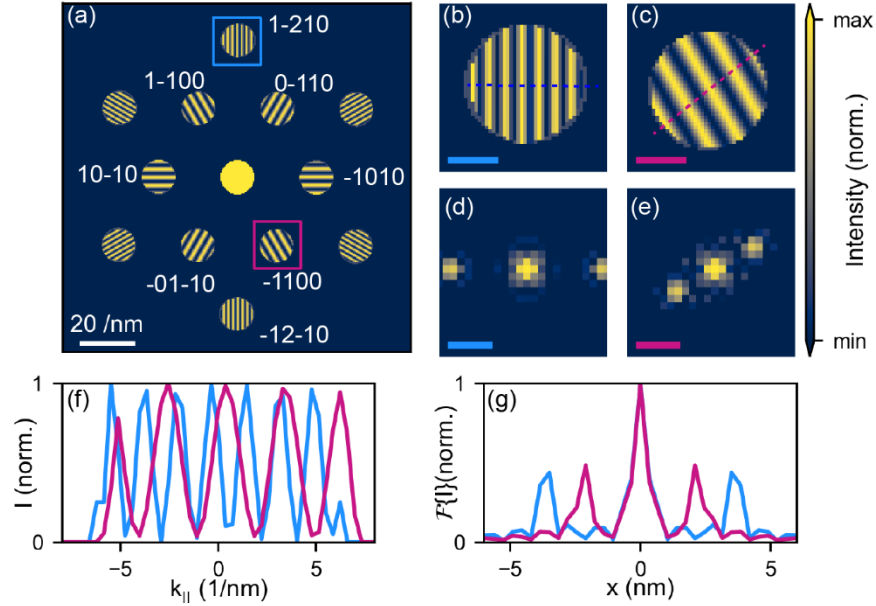 (a)
1-210
1-100
0-110
10-10
-1010
-01-10
-1100
-12-10
20 /nm
(b)
(c)
(d)
(e)
max
Intensity (norm.)
min
(f)
1
0
I (norm.)
−5
0
5
k|| (1/nm)
(g)
1
0
ℱ{I}(norm.)
−5
0
5
x (nm)